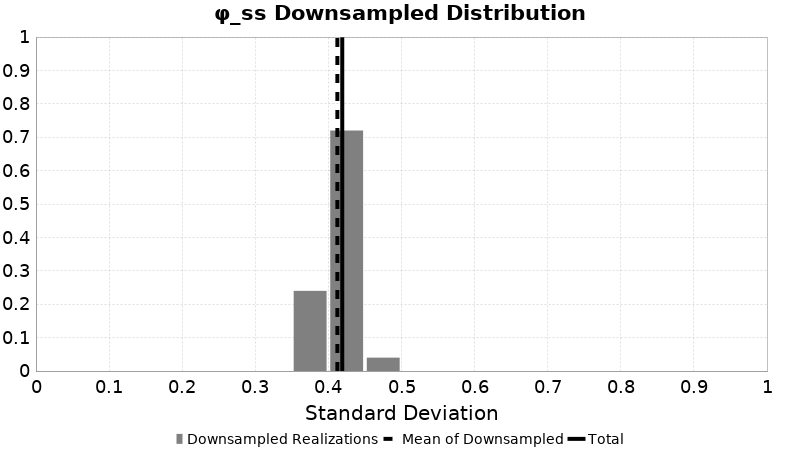 φ_ss Downsampled Distribution
1
0.9
0.8
0.7
0.6
0.5
0.4
0.3
0.2
0.1
0
0 0.1 0.2 0.3 0.4 0.5 0.6 0.7 0.8 0.9 1
Standard Deviation
Downsampled Realizations Mean of Downsampled Total